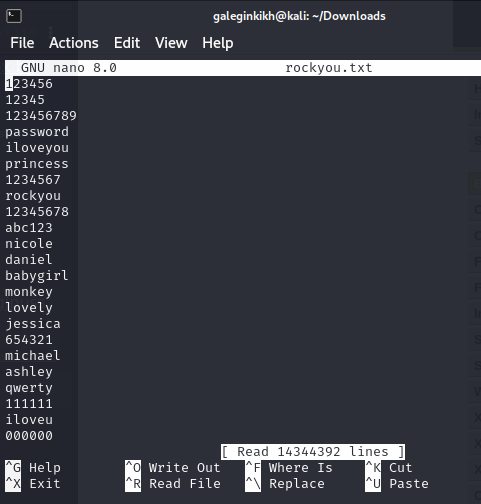 galeginkikh@kali: ~/Downloads
File Actions Edit View Help
GNU nano 8.0 rockyou.txt
123456
12345
123456789
password
iloveyou
princess
1234567
rockyou
12345678
abc123
nicole
daniel
babygirl
monkey
lovely
jessica
654321
michael
ashley
qwerty
111111
iloveu
000000
[ Read 14344392 lines ]
^G Help ^O Write Out ^F Where Is ^K Cut
^X Exit ^R Read File ^\ Replace ^U Paste